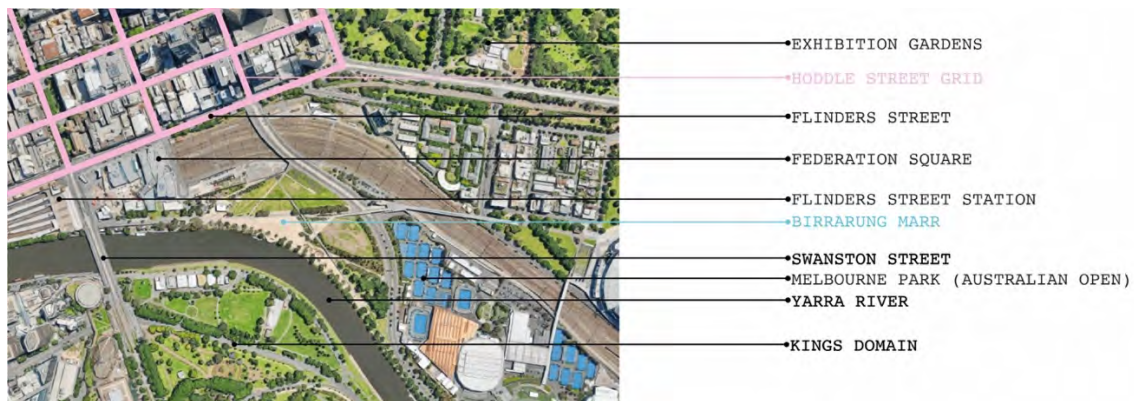 EXHIBITION GARDENS
HODDLE STREET GRID
FLINDERS STREET
FEDERATION SQUARE
FLINDERS STREET STATION
BIRRARUNG MARR
SWANSTON STREET
MELBOURNE PARK (AUSTRALIAN OPEN)
YARRA RIVER
KINGS DOMAIN